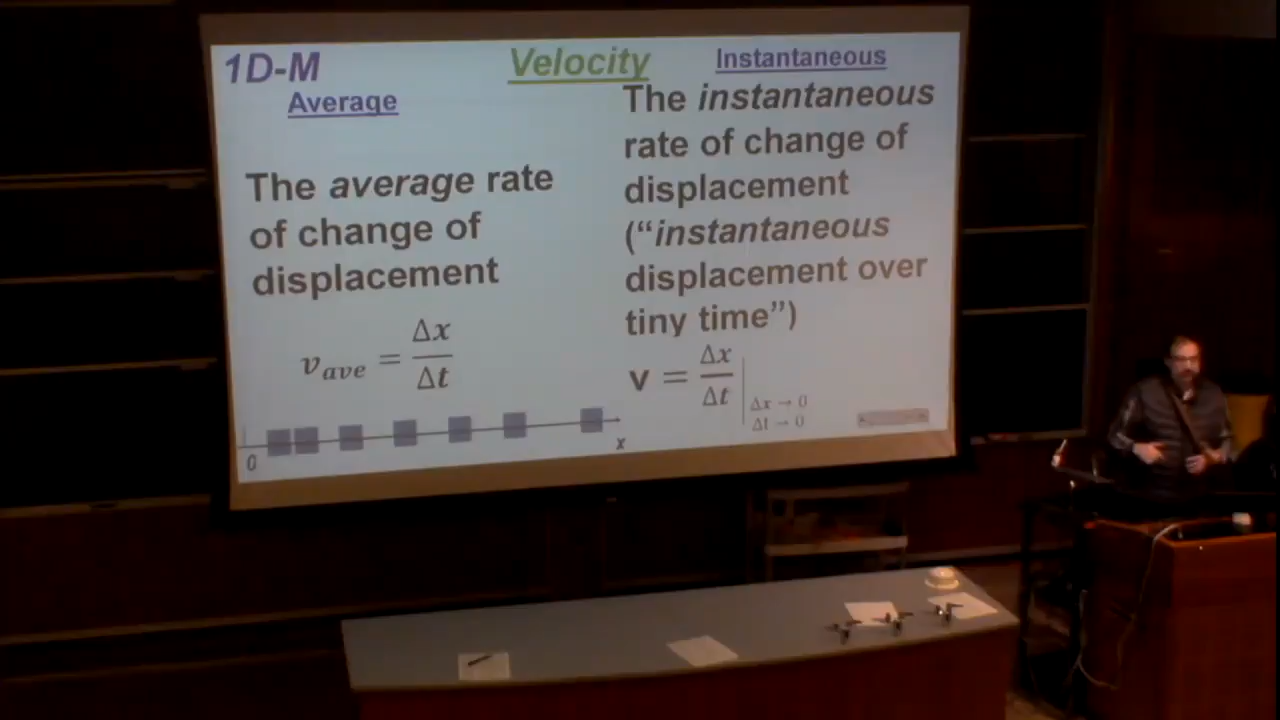 1D-M
Velocity
Average
The average rate
of change of
displacement
v ave = Δx/Δt
0
x
Instantaneous
The instantaneous
rate of change of
displacement
(“instantaneous
displacement over
tiny time”)
v = Δx/Δt |
Δx → 0
Δt → 0